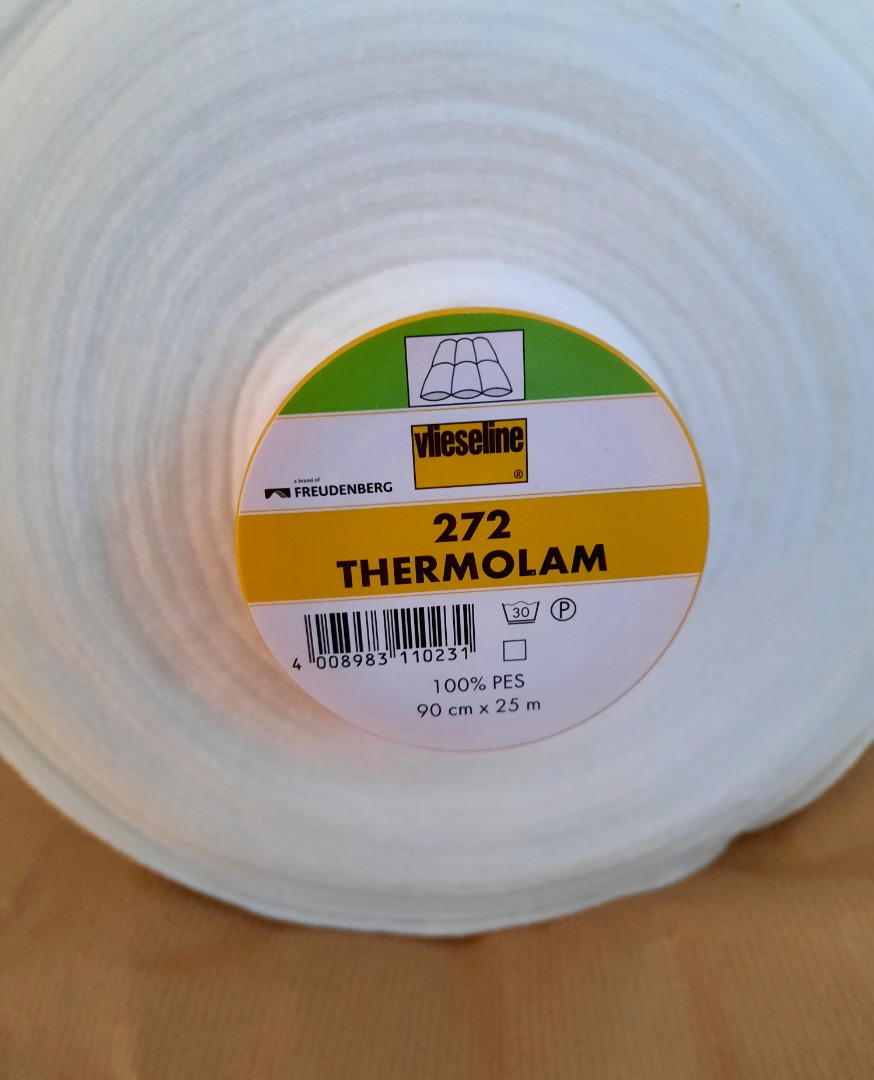 vlieseline
®
a brand of
FREUDENBERG
272
THERMOLAM
30 P
4 008983 110231
100% PES
90 cm x 25 m